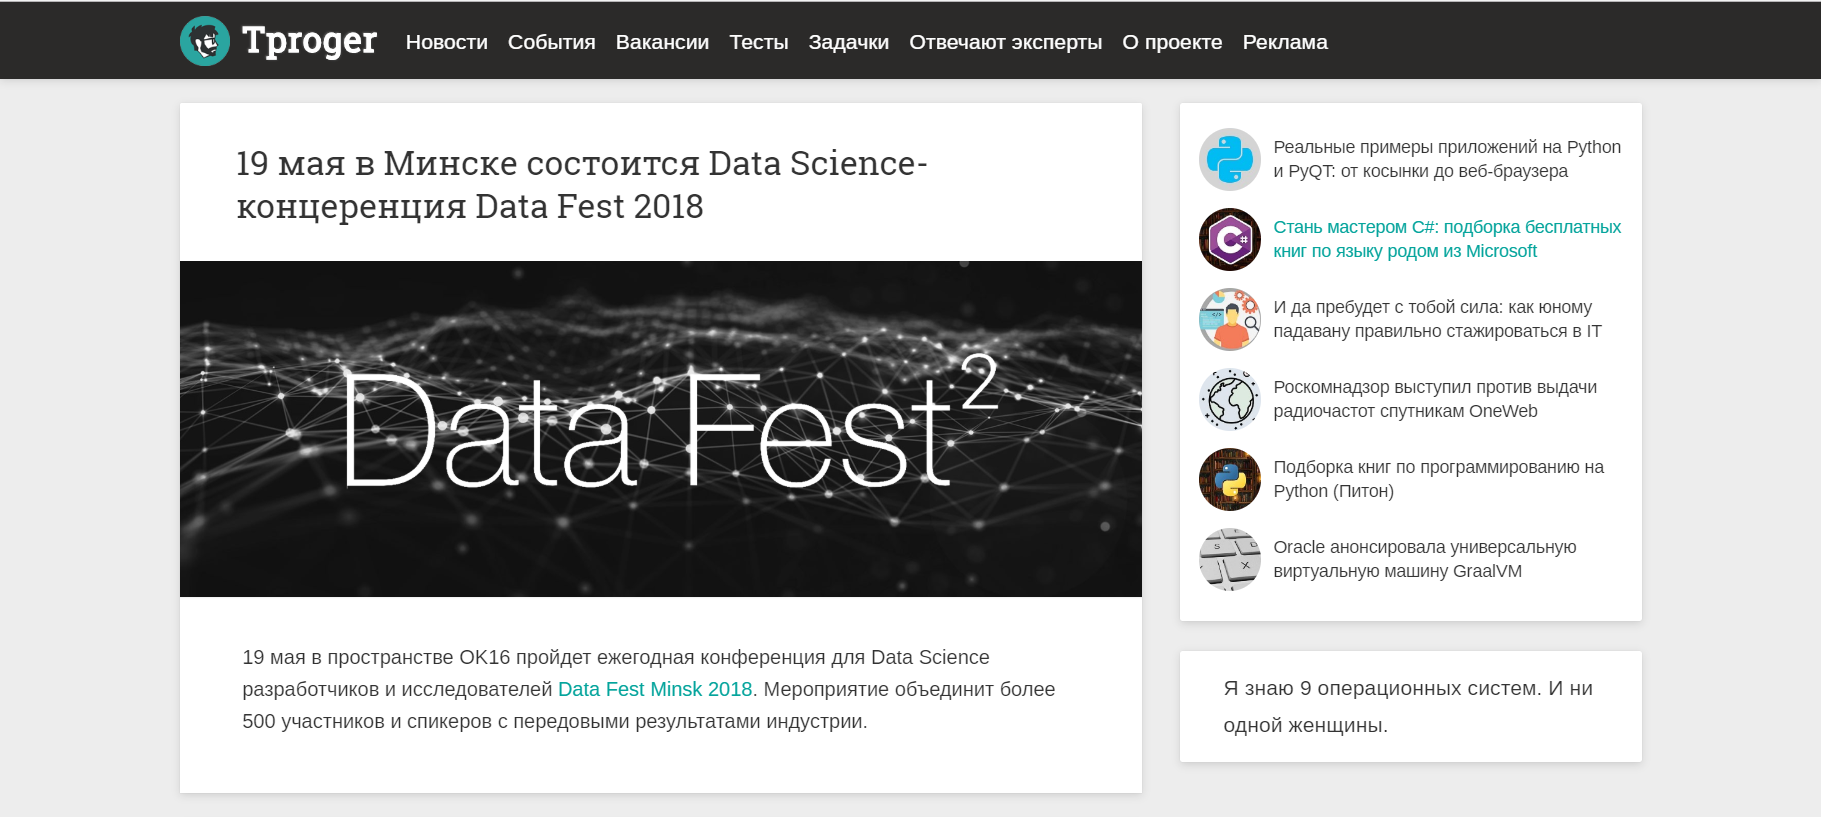 Tproger
Новости События Вакансии Тесты Задачки Отвечают эксперты О проекте Реклама
19 мая в Минске состоится Data Science-
концеренция Data Fest 2018
Data Fest²
19 мая в пространстве OK16 пройдет ежегодная конференция для Data Science
разработчиков и исследователей Data Fest Minsk 2018. Мероприятие объединит более
500 участников и спикеров с передовыми результатами индустрии.
Реальные примеры приложений на Python
и PyQT: от косынки до веб-браузера
Стань мастером C#: подборка бесплатных
книг по языку родом из Microsoft
И да пребудет с тобой сила: как юному
падавану правильно стажироваться в IT
Роскомнадзор выступил против выдачи
радиочастот спутникам OneWeb
Подборка книг по программированию на
Python (Питон)
Oracle анонсировала универсальную
виртуальную машину GraalVM
Я знаю 9 операционных систем. И ни
одной женщины.